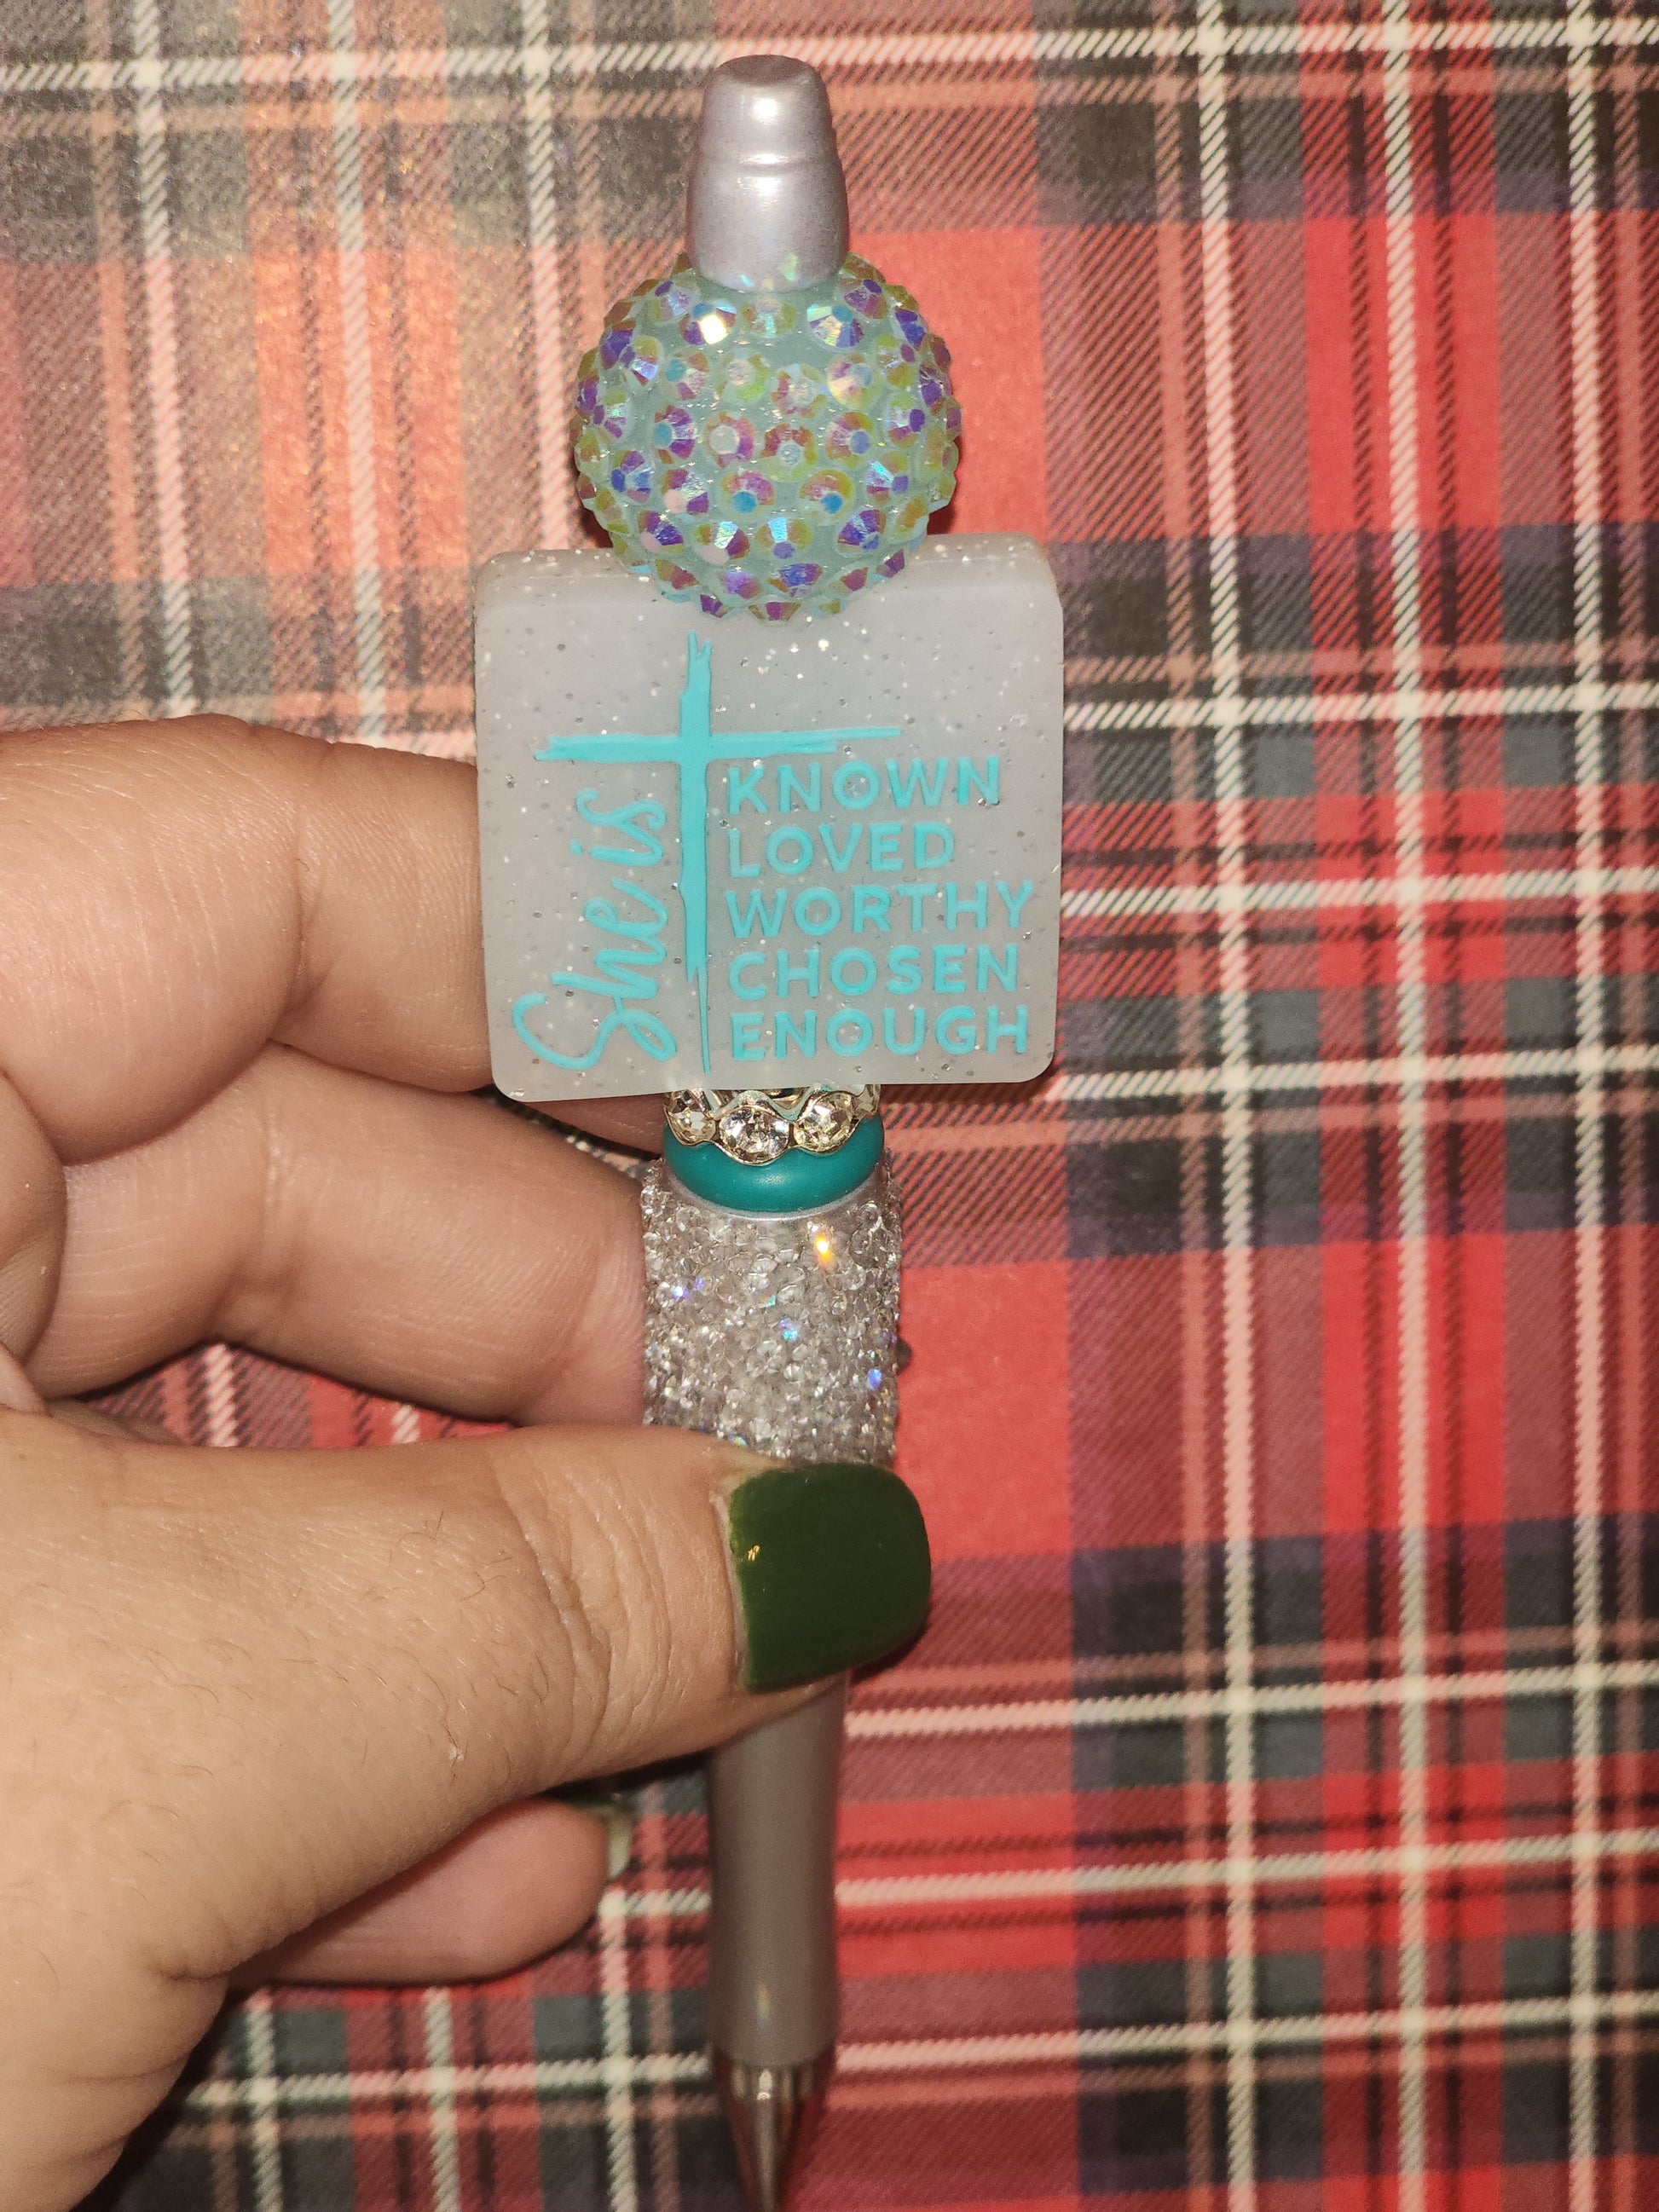 She is
KNOWN
LOVED
WORTHY
CHOSEN
ENOUGH